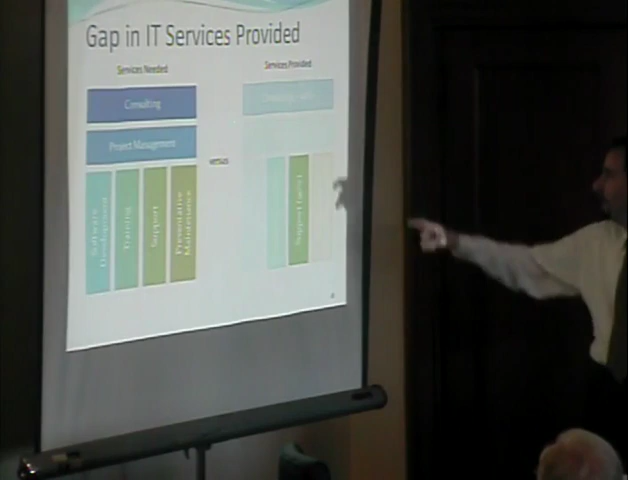 Gap in IT Services Provided
Services Needed
Services Provided
Consulting
Project Management
versus
Software
Development
Training
Support
Preventative
Maintenance
Support